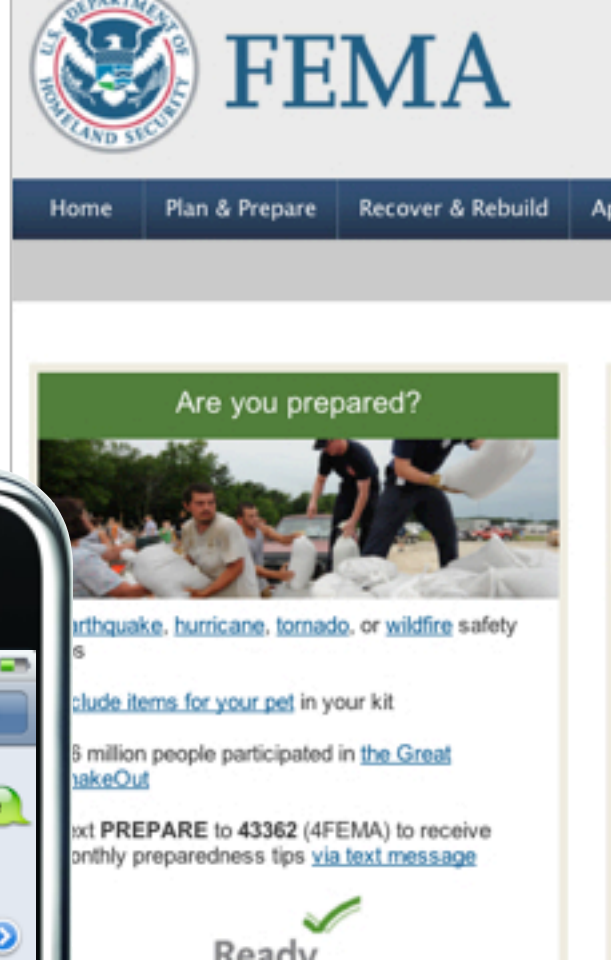 U.S. DEPARTMENT OF HOMELAND SECURITY
FEMA
Home Plan & Prepare Recover & Rebuild Ap
Are you prepared?
arthquake, hurricane, tornado, or wildfire safety
s
clude items for your pet in your kit
6 million people participated in the Great
hakeOut
ext PREPARE to 43362 (4FEMA) to receive
onthly preparedness tips via text message
Ready